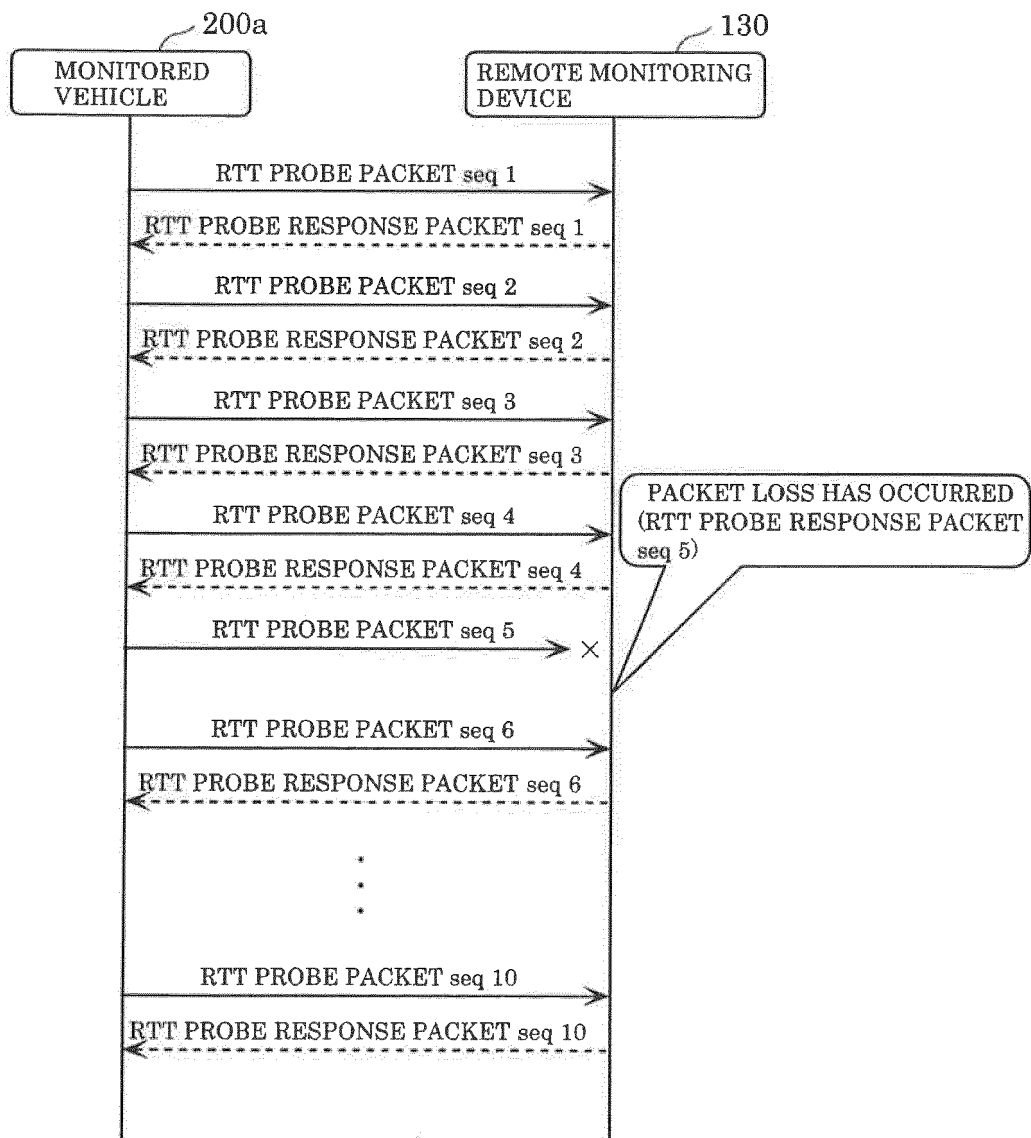 200a
130
MONITORED
VEHICLE
REMOTE MONITORING
DEVICE
RTT PROBE PACKET seq 1
RTT PROBE RESPONSE PACKET seq 1
RTT PROBE PACKET seq 2
RTT PROBE RESPONSE PACKET seq 2
RTT PROBE PACKET seq 3
RTT PROBE RESPONSE PACKET seq 3
PACKET LOSS HAS OCCURRED
(RTT PROBE RESPONSE PACKET
seq 5)
RTT PROBE PACKET seq 4
RTT PROBE RESPONSE PACKET seq 4
RTT PROBE PACKET seq 5
×
RTT PROBE PACKET seq 6
RTT PROBE RESPONSE PACKET seq 6
RTT PROBE PACKET seq 10
RTT PROBE RESPONSE PACKET seq 10